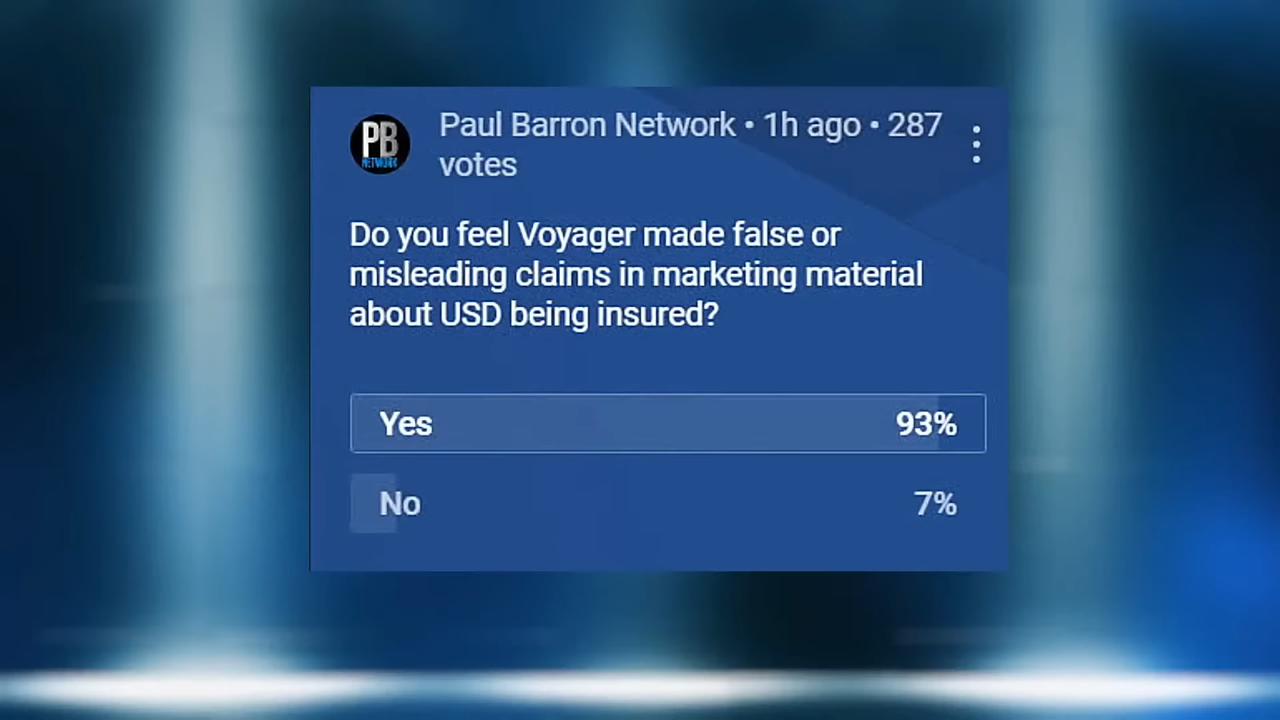 PB
NETWORK
Paul Barron Network • 1h ago • 287
votes
Do you feel Voyager made false or
misleading claims in marketing material
about USD being insured?
Yes 93%
No 7%